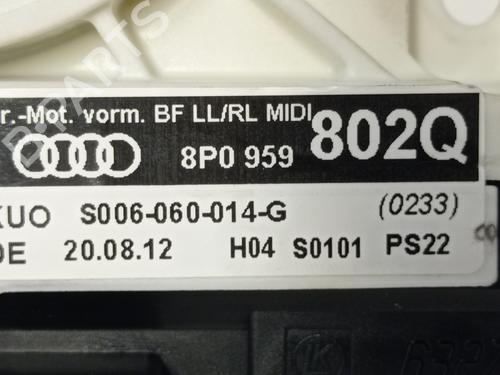 r.-Mot. vorm. BF LL/RL MIDI
8P0 959 802Q
KUO S006-060-014-G (0233)
DE 20.08.12 H04 S0101 PS22
B-PARTS